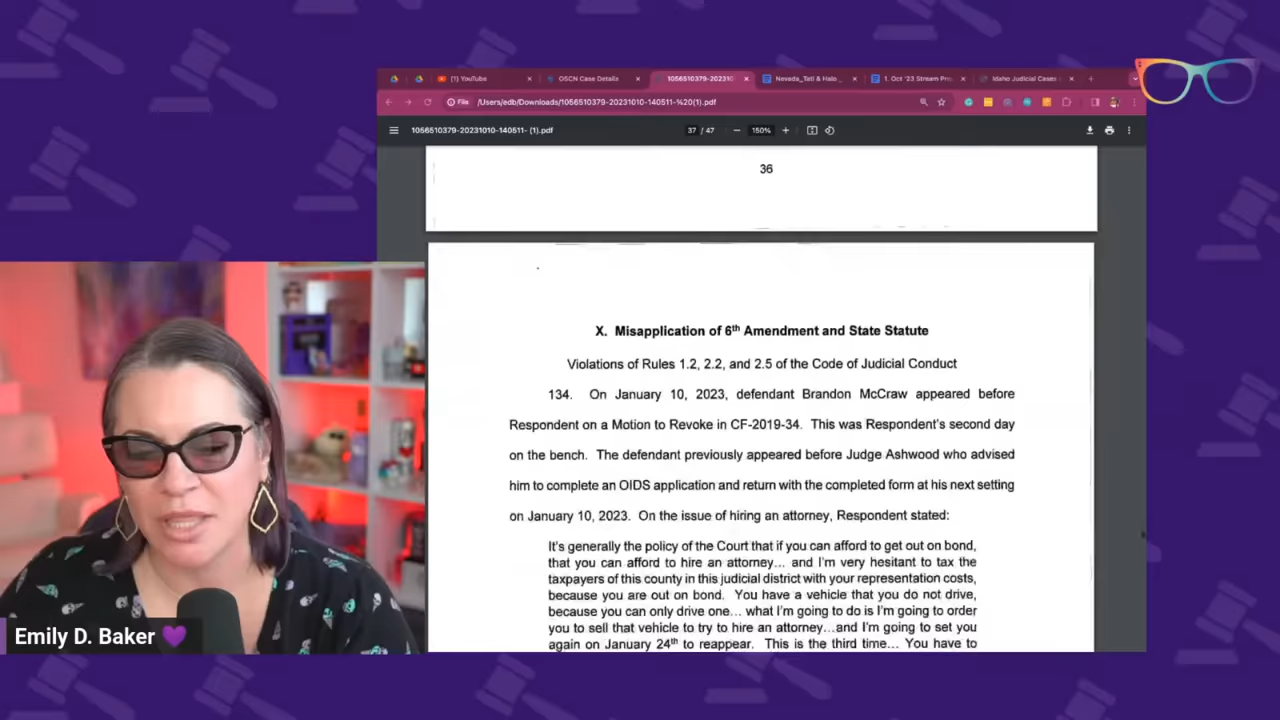 (1) YouTube
OSCN Case Details
1056510379-202310
Nevada_Tati & Halo_
1. Oct '23 Stream Pre
Idaho Judicial Cases
File /Users/edb/Downloads/1056510379-20231010-140511-%20(1).pdf
1056510379-20231010-140511- (1).pdf
37 / 47
150%
36
X. Misapplication of 6th Amendment and State Statute
Violations of Rules 1.2, 2.2, and 2.5 of the Code of Judicial Conduct
134. On January 10, 2023, defendant Brandon McCraw appeared before
Respondent on a Motion to Revoke in CF-2019-34. This was Respondent's second day
on the bench. The defendant previously appeared before Judge Ashwood who advised
him to complete an OIDS application and return with the completed form at his next setting
on January 10, 2023. On the issue of hiring an attorney, Respondent stated:
It's generally the policy of the Court that if you can afford to get out on bond,
that you can afford to hire an attorney... and I'm very hesitant to tax the
taxpayers of this county in this judicial district with your representation costs,
because you are out on bond. You have a vehicle that you do not drive,
because you can only drive one... what I'm going to do is I'm going to order
you to sell that vehicle to try to hire an attorney...and I'm going to set you
again on January 24th to reappear. This is the third time... You have to
Emily D. Baker 💜